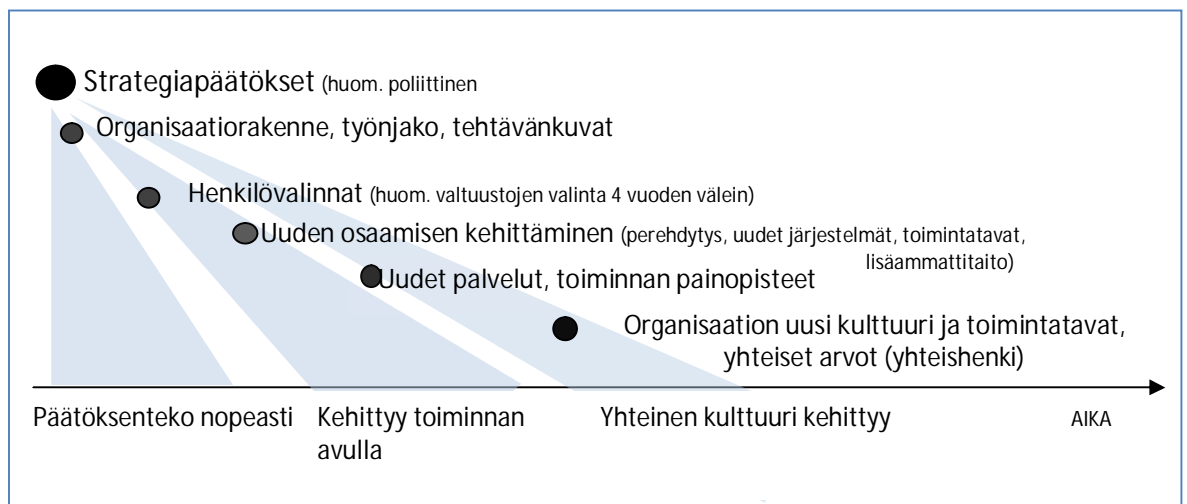 Strategiapäätökset (huom. poliittinen
Organisaatiorakenne, työnjako, tehtävänkuvat
Henkilövalinnat (huom. valtuustojen valinta 4 vuoden välein)
Uuden osaamisen kehittäminen (perehdytys, uudet järjestelmät, toimintatavat,
lisäammattitaito)
Uudet palvelut, toiminnan painopisteet
Organisaation uusi kulttuuri ja toimintatavat,
yhteiset arvot (yhteishenki)
Päätöksenteko nopeasti
Kehittyy toiminnan
avulla
Yhteinen kulttuuri kehittyy
AIKA